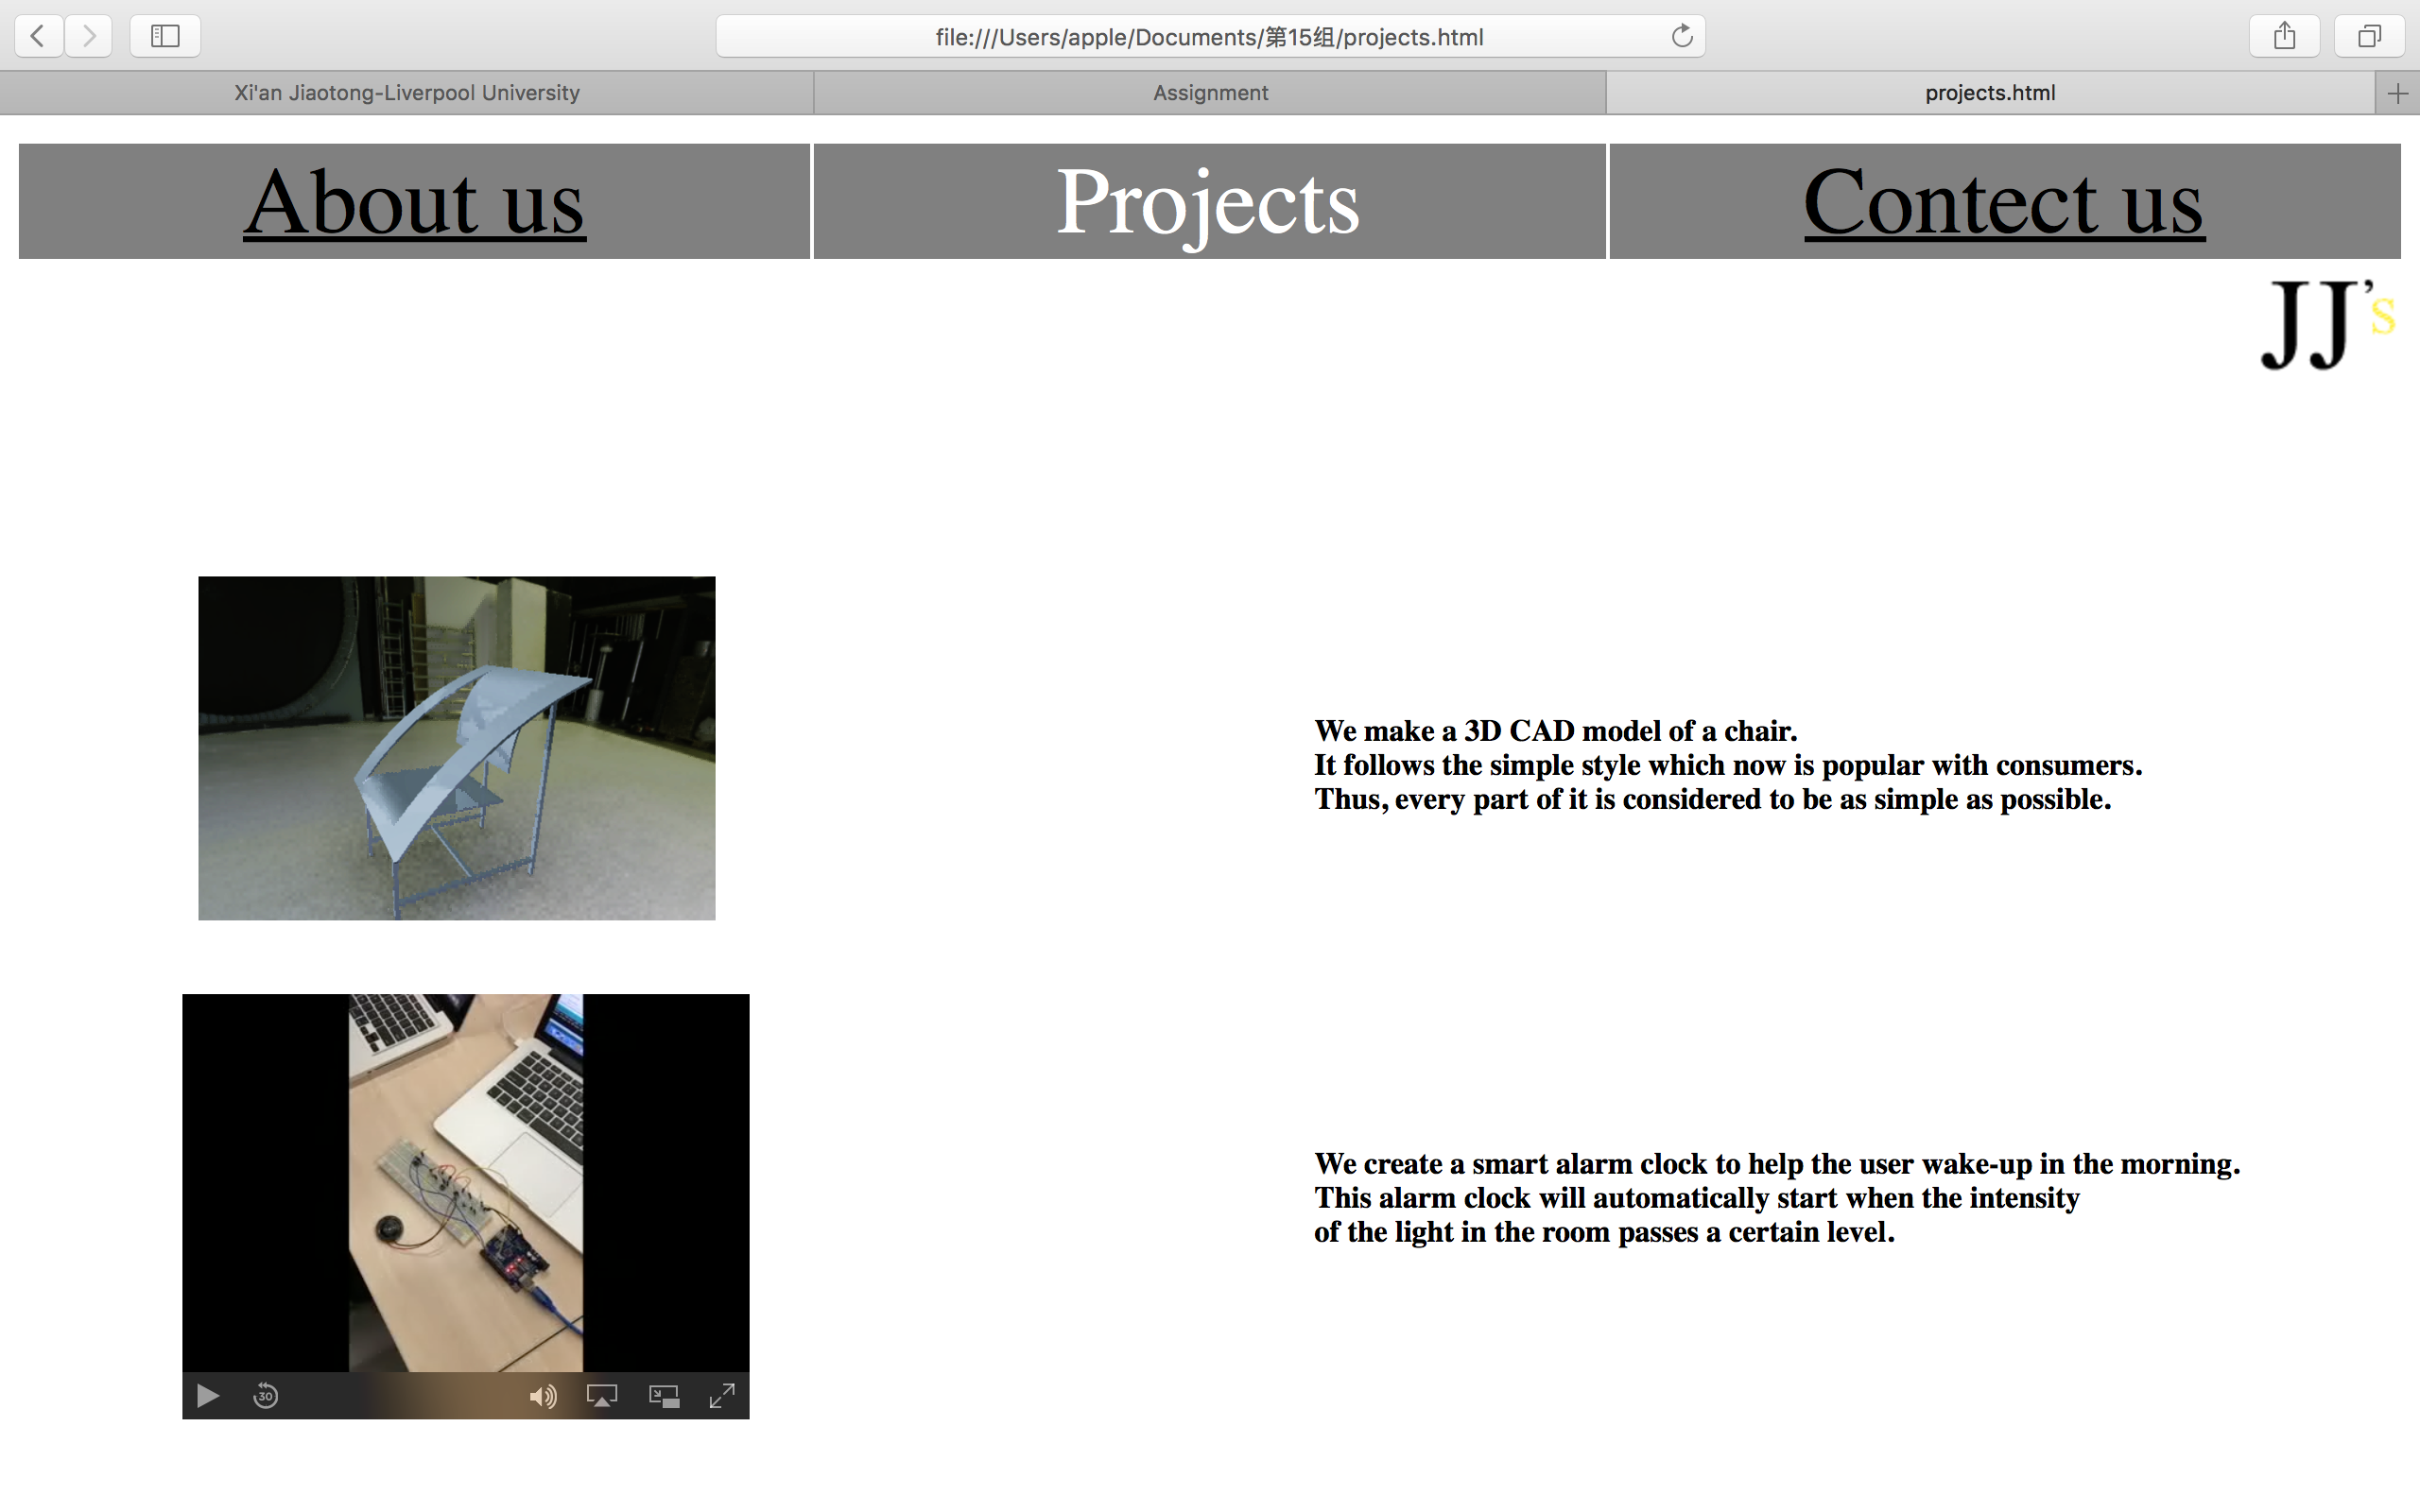 file:///Users/apple/Documents/第15组/projects.html
Xi'an Jiaotong-Liverpool University
Assignment
projects.html
About us
Projects
Contect us
JJ's
We make a 3D CAD model of a chair.
It follows the simple style which now is popular with consumers.
Thus, every part of it is considered to be as simple as possible.
We create a smart alarm clock to help the user wake-up in the morning.
This alarm clock will automatically start when the intensity
of the light in the room passes a certain level.
30